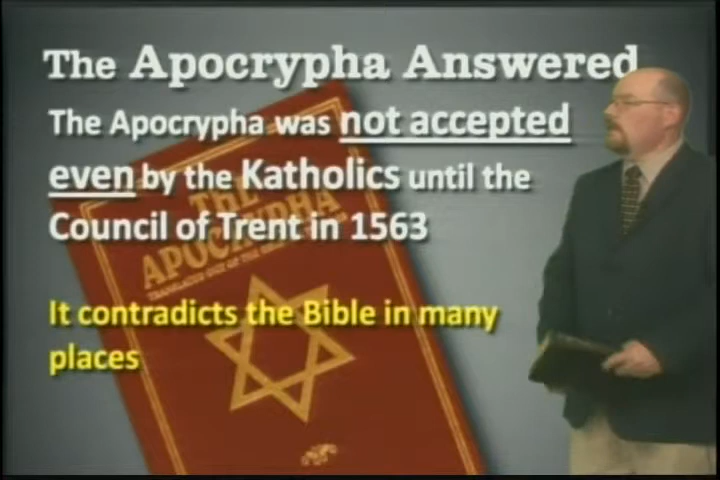 The Apocrypha Answered
The Apocrypha was not accepted
even by the Katholics until the
Council of Trent in 1563
It contradicts the Bible in many
places
THE
APOCRYPHA